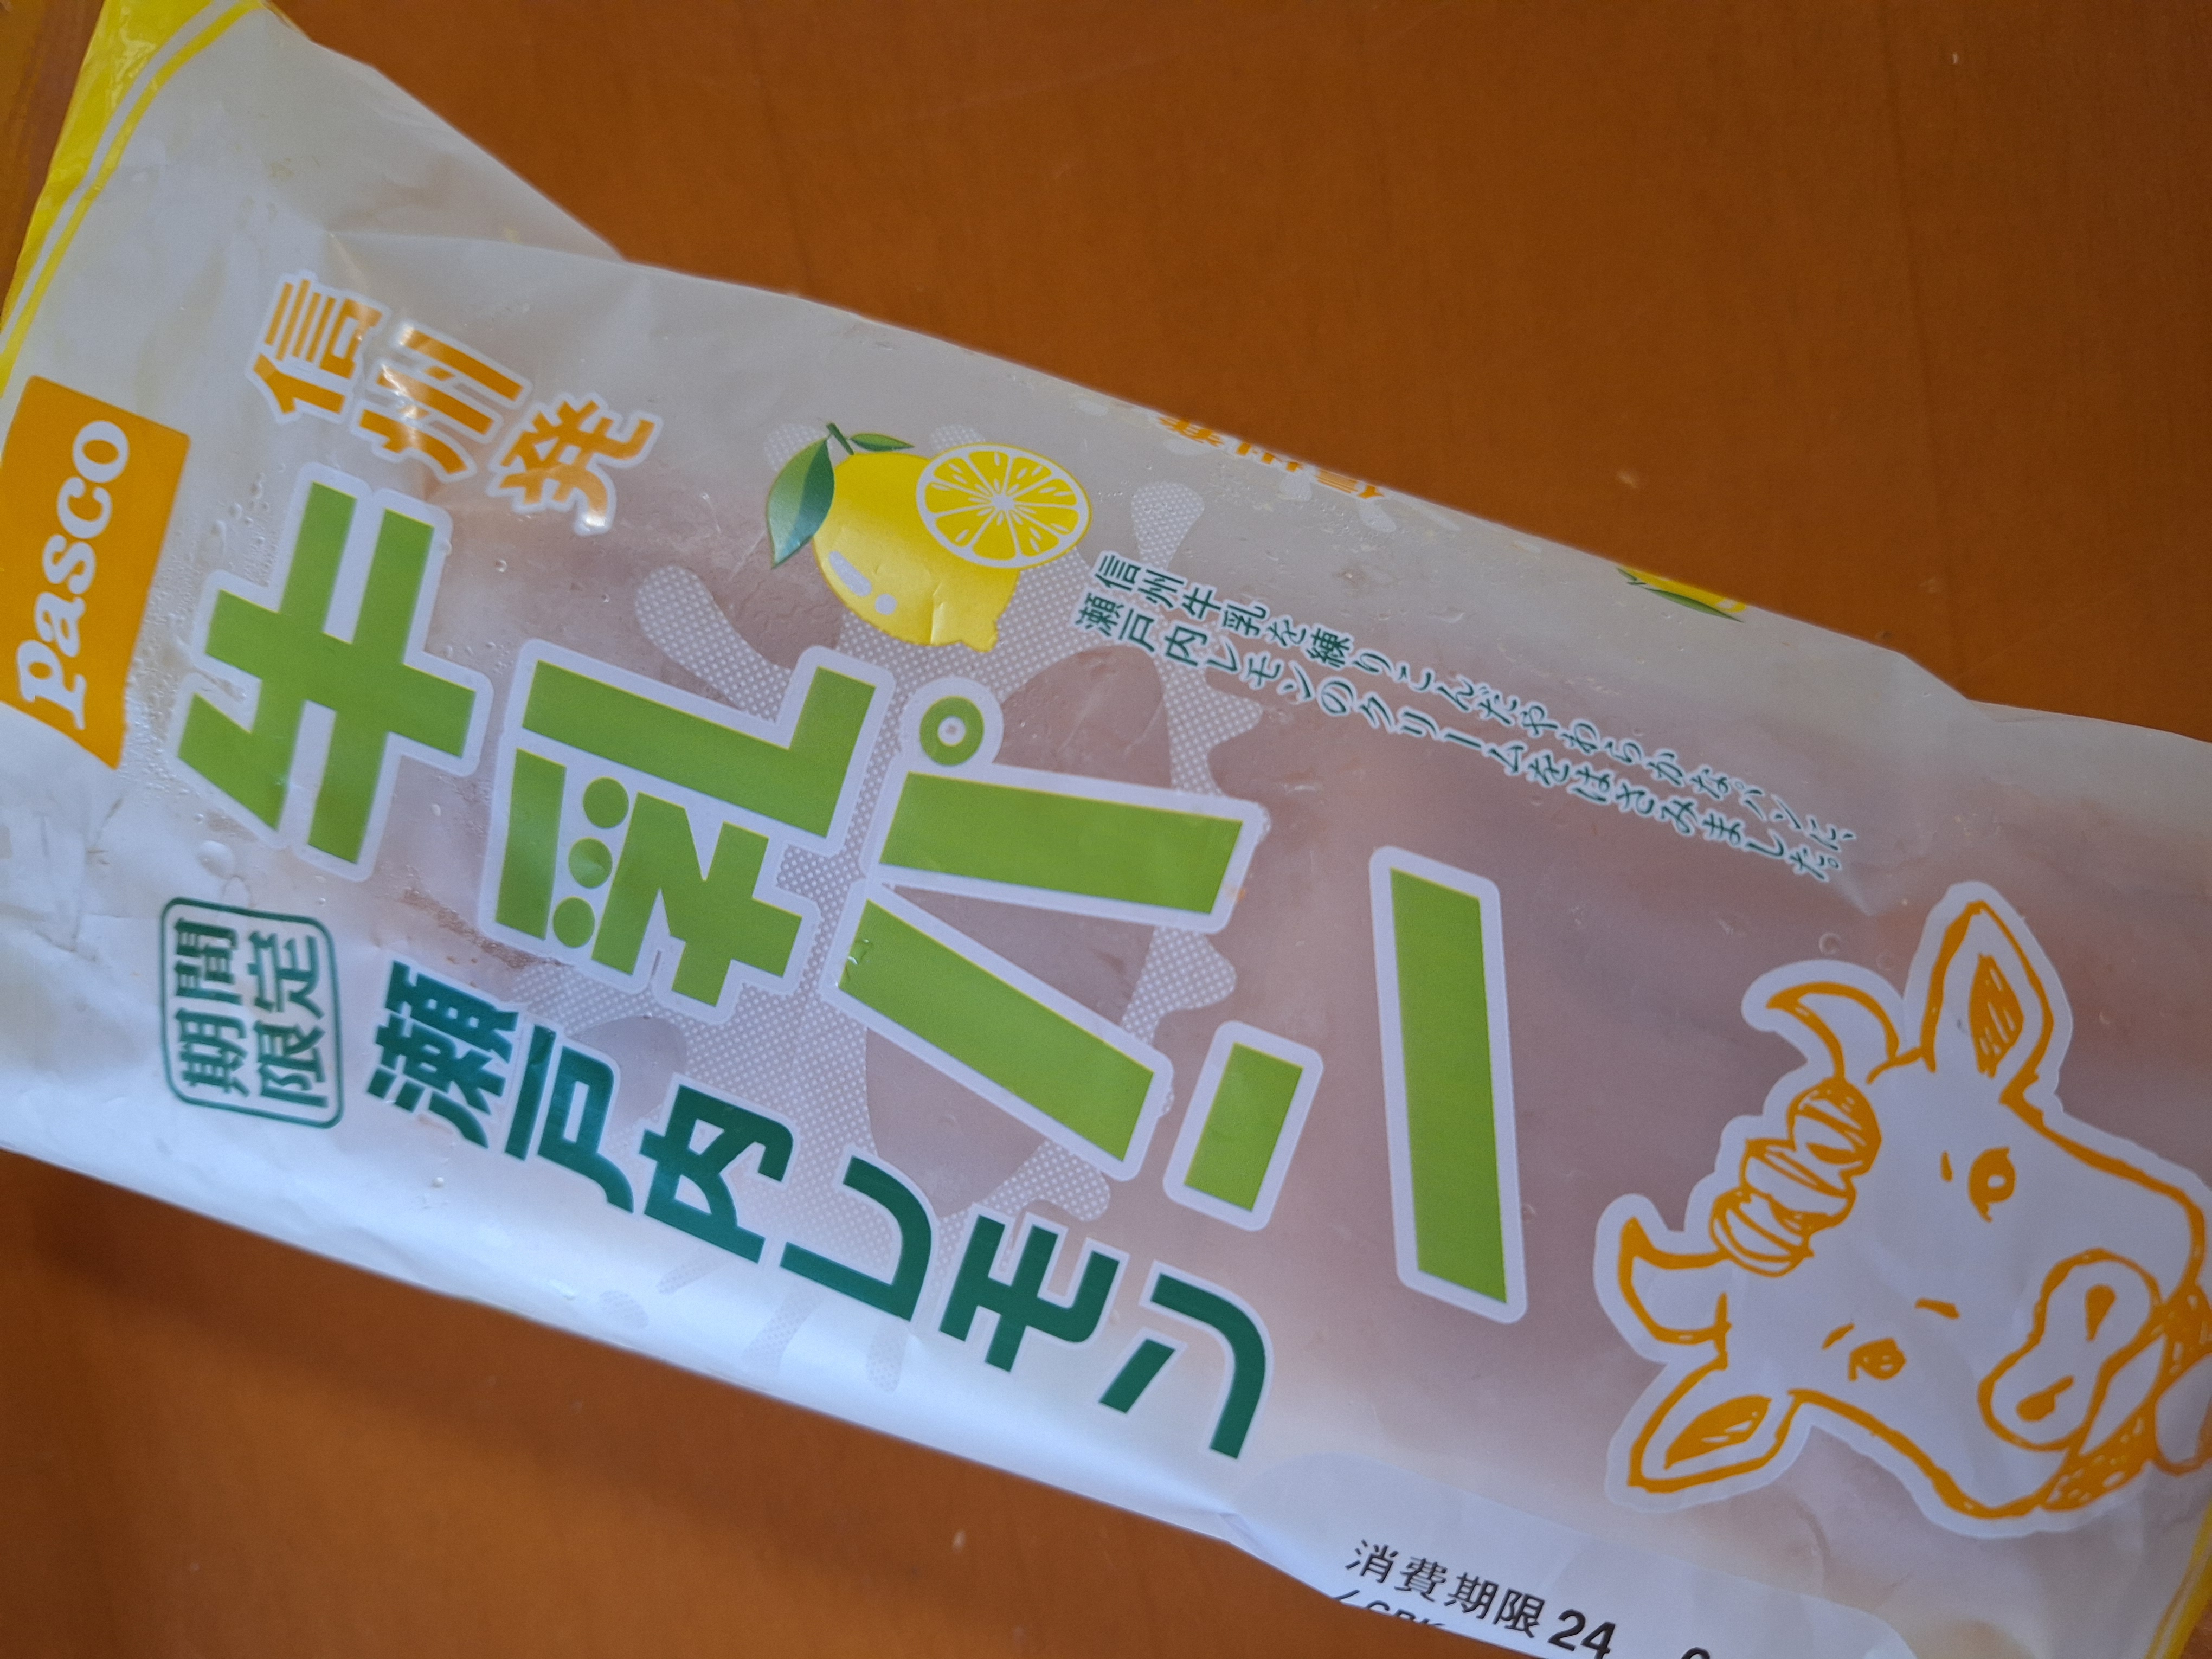 Pasco
信州発
牛乳パン
期間
限定
瀬戸内レモン
信州牛乳を練りこんだやわらかなパンに、
瀬戸内レモンのクリームをはさみました。
消費期限 24